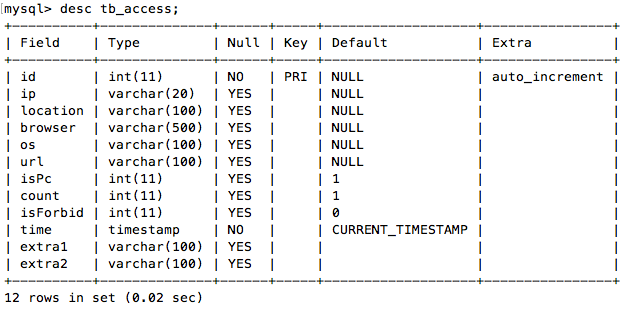 mysql> desc tb_access;
+-----------+--------------+------+-----+-------------------+----------------+
| Field     | Type         | Null | Key | Default           | Extra          |
+-----------+--------------+------+-----+-------------------+----------------+
| id        | int(11)      | NO   | PRI | NULL              | auto_increment |
| ip        | varchar(20)  | YES  |     | NULL              |                |
| location  | varchar(100) | YES  |     | NULL              |                |
| browser   | varchar(500) | YES  |     | NULL              |                |
| os        | varchar(100) | YES  |     | NULL              |                |
| url       | varchar(100) | YES  |     | NULL              |                |
| isPc      | int(11)      | YES  |     | 1                 |                |
| count     | int(11)      | YES  |     | 1                 |                |
| isForbid  | int(11)      | YES  |     | 0                 |                |
| time      | timestamp    | NO   |     | CURRENT_TIMESTAMP |                |
| extra1    | varchar(100) | YES  |     |                   |                |
| extra2    | varchar(100) | YES  |     |                   |                |
+-----------+--------------+------+-----+-------------------+----------------+
12 rows in set (0.02 sec)